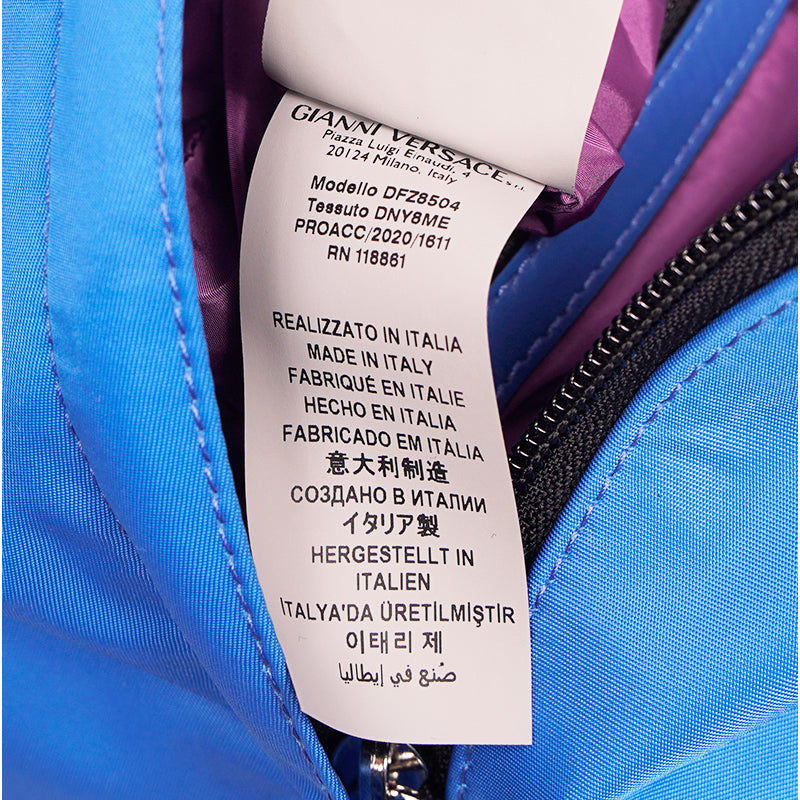 GIANNI VERSACE s.r.l.
Piazza Luigi Einaudi, 4
20124 Milano, Italy
Modello DFZ8504
Tessuto DNY8ME
PROACC/2020/1611
RN 118861
REALIZZATO IN ITALIA
MADE IN ITALY
FABRIQUÉ EN ITALIE
HECHO EN ITALIA
FABRICADO EM ITÀLIA
意大利制造
СОЗДАНО В ИТАЛИИ
イタリア製
HERGESTELLT IN
ITALIEN
ITALYA'DA ÜRETİLMİŞTİR
이태리 제
صُنع في إيطاليا